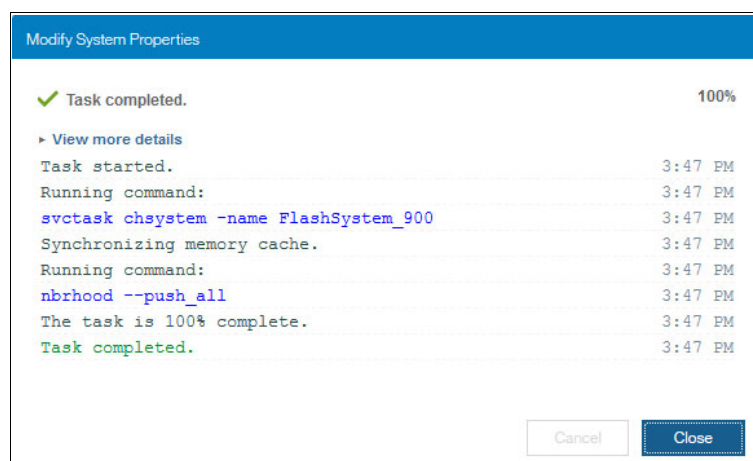 Modify System Properties
Task completed. 100%
View more details
Task started. 3:47 PM
Running command: 3:47 PM
svctask chsystem -name FlashSystem_900 3:47 PM
Synchronizing memory cache. 3:47 PM
Running command: 3:47 PM
nbrhood --push_all 3:47 PM
The task is 100% complete. 3:47 PM
Task completed. 3:47 PM
Cancel Close